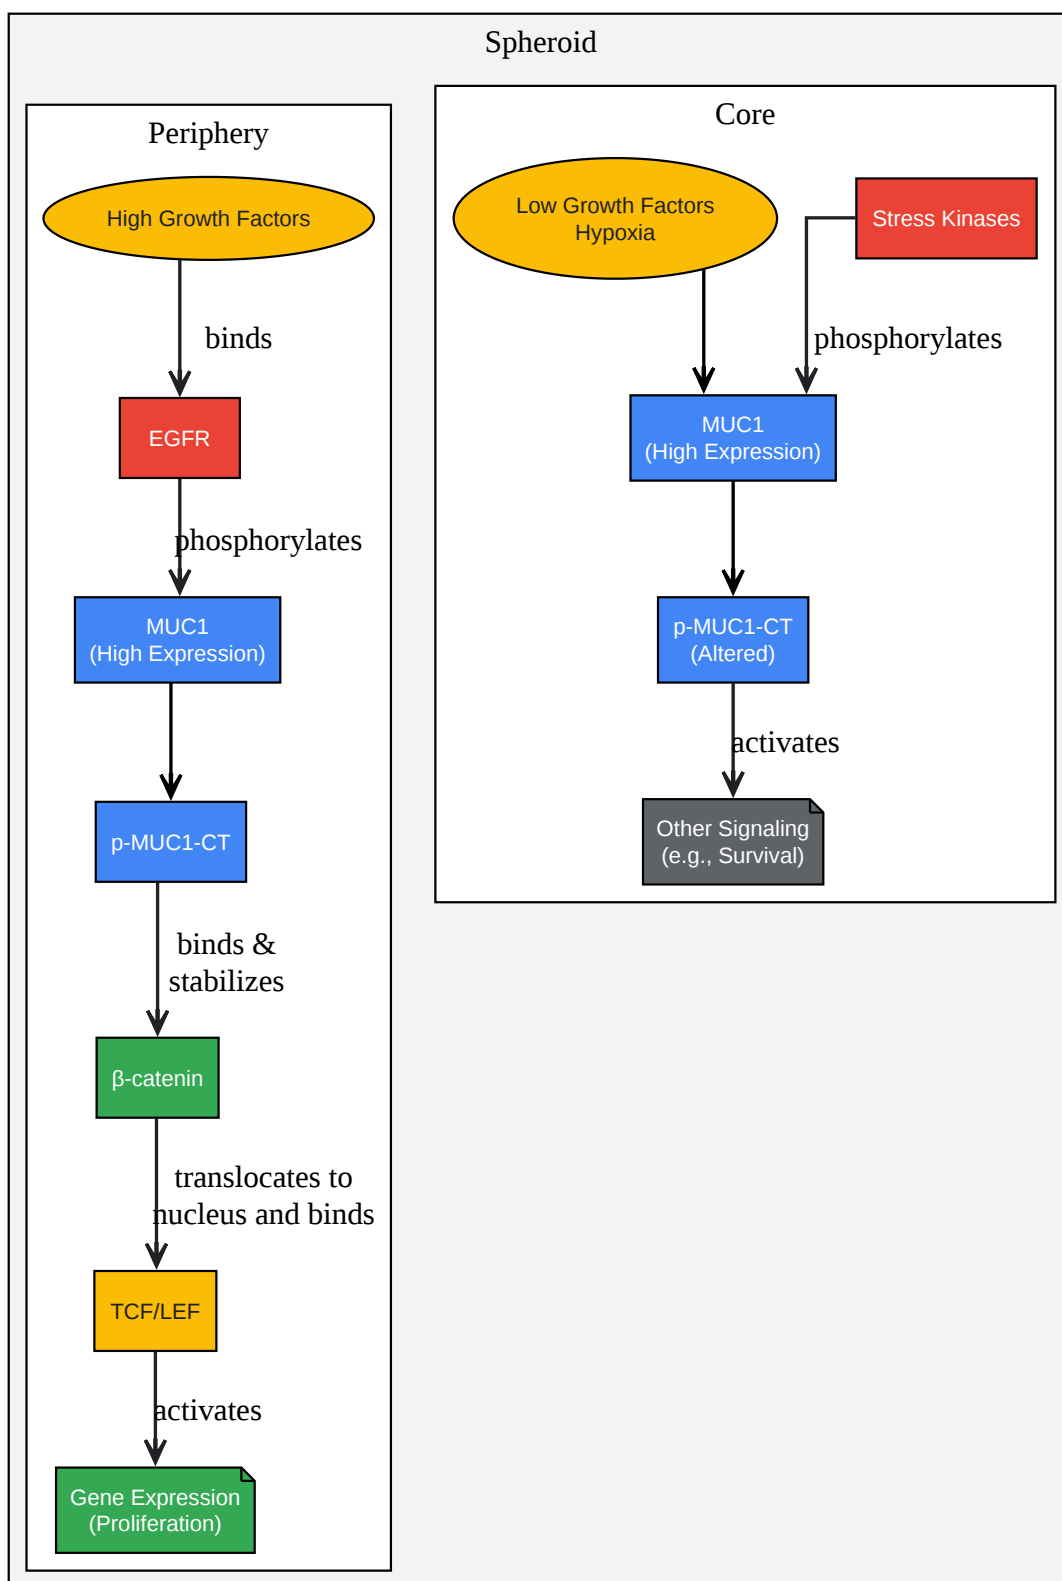 Spheroid
Periphery
High Growth Factors
binds
EGFR
phosphorylates
MUC1
(High Expression)
p-MUC1-CT
binds &
stabilizes
β-catenin
translocates to
nucleus and binds
TCF/LEF
activates
Gene Expression
(Proliferation)
Core
Low Growth Factors
Hypoxia
Stress Kinases
phosphorylates
MUC1
(High Expression)
p-MUC1-CT
(Altered)
activates
Other Signaling
(e.g., Survival)